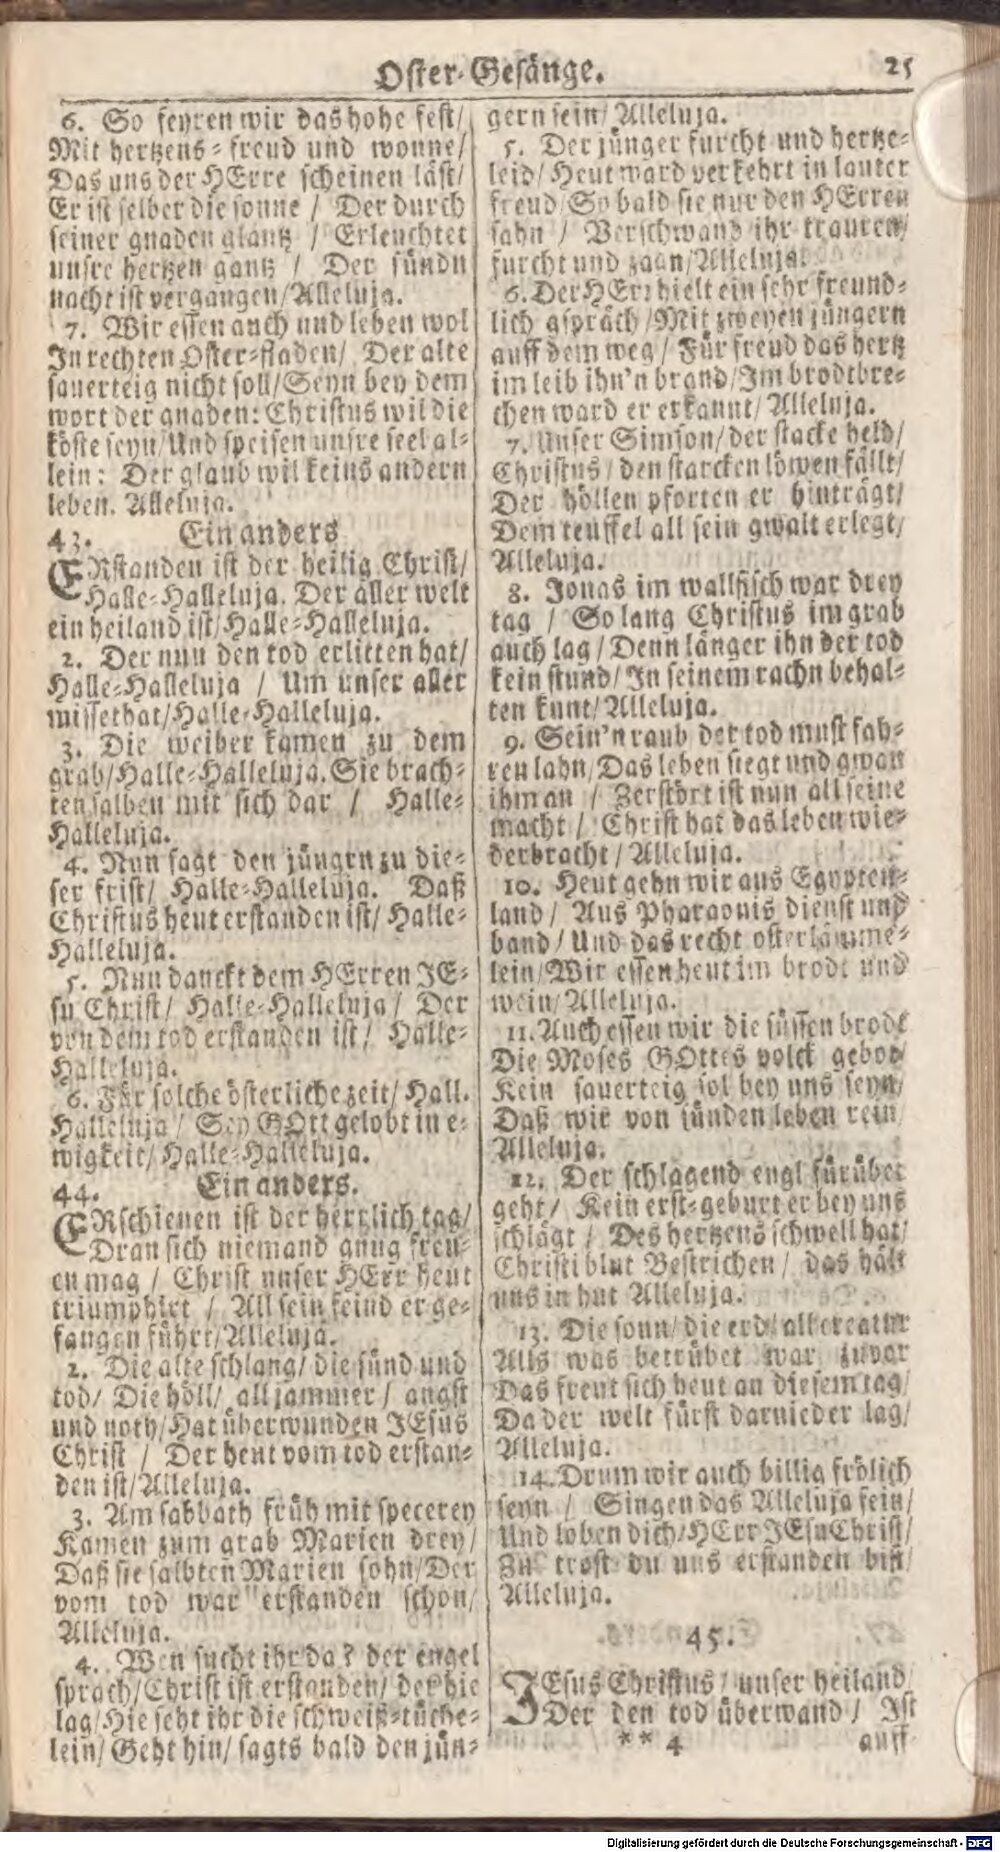 Oster-Gesänge. 25
6. So feyren wir das hohe fest/
Mit hertzens-freud und wonne/
Das uns der HErre scheinen läst/
Er ist selber die sonne / Der durch
seiner gnaden glantz / Erleuchtet
unsre hertzen gantz / Der sündn
nacht ist vergangen/Alleluja.
7. Wir essen auch und leben wol
In rechten Oster-fladen/ Der alte
sauerteig nicht soll/Seyn bey dem
wort der gnaden: Christus wil die
köste seyn/Und speisen unsre seel al-
lein: Der glaub wil keins andern
leben. Alleluja.
43. Ein anders
ERstanden ist der heilig Christ/
Halle-Halleluja. Der aller welt
ein heiland ist/Halle-Halleluja.
2. Der nun den tod erlitten hat/
Halle-Halleluja / Um unser aller
missethat/Halle-Halleluja.
3. Die weiber kamen zu dem
grab/Halle-Halleluja. Sie brach-
ten salben mit sich dar / Halle-
Halleluja.
4. Nun sagt den jüngrn zu die-
ser frist/ Halle-Halleluja. Daß
Christus heut erstanden ist/ Halle-
Halleluja.
5. Nun danckt dem HErren JE-
su Christ/ Halle-Halleluja / Der
von dem tod erstanden ist/ Halle-
Halleluja.
6. Für solche österliche zeit/ Hall.
Halleluja / Sey GOtt gelobt in e-
wigkeit/ Halle-Halleluja.
44. Ein anders.
ERschienen ist der herrlich tag/
Dran sich niemand gnug freu-
en mag / Christ unser HErr heut
triumphirt / All sein feind er ge-
fangen führt/Alleluja.
2. Die alte schlang/ die sünd und
tod/ Die höll/ all jammer / angst
und noth/Hat überwunden JEsus
Christ / Der heut vom tod erstan-
den ist/Alleluja.
3. Am sabbath früh mit specerey
Kamen zum grab Marien drey/
Daß sie salbten Marien sohn/Der
vom tod war erstanden schon/
Alleluja.
4. Wen sucht ihr da? der engel
sprach/Christ ist erstanden/ der hie
lag/Hie seht ihr die schweiß-tüche-
lein/ Geht hin/ sagts bald den jün-
gern sein/ Alleluja.
5. Der jünger furcht und hertze-
leid/ Heut ward verkehrt in lauter
freud/ So bald sie nur den HErren
sahn / Verschwand ihr trauren/
furcht und zagn/Alleluja.
6. Der HErr hielt ein sehr freund-
lich gspräch/Mit zweyen jüngern
auff dem weg / Für freud das hertz
im leib ihn'n brand/Im brodtbre-
chen ward er erkannt/ Alleluja.
7. Unser Simson/ der stacke held/
Christus/ den starcken löwen fällt/
Der höllen pforten er hinträgt/
Dem teuffel all sein gwalt erlegt/
Alleluja.
8. Jonas im wallfisch war drey
tag / So lang Christus im grab
auch lag/ Denn länger ihn der tod
kein stund/ In seinem rachn behal-
ten kunt/ Alleluja.
9. Sein'n raub der tod must fah-
ren lahn/Das leben siegt und gwan
ihm an / Zerstört ist nun all seine
macht / Christ hat das leben wie-
derbracht/ Alleluja.
10. Heut gehn wir aus Egypten-
land/ Aus Pharaonis dienst und
band/ Und das recht osterlämme-
lein/Wir essen heut im brodt und
wein/Alleluja.
11. Auch essen wir die süssen brodt
Die Moses GOttes volck gebot/
Kein sauerteig sol bey uns seyn/
Daß wir von sünden leben rein/
Alleluja.
12. Der schlagend engl fürüber
geht/ Kein erst-geburt er bey uns
schlägt / Des hertzens schwell hat/
Christi blut Bestrichen/ das hält
uns in hut Alleluja.
13. Die sonn/ die erd/ all creatur
Alls was betrübet war zuvor
Das freut sich heut an diesem tag/
Da der welt fürst darnieder lag/
Alleluja.
14. Drum wir auch billig frölich
seyn / Singen das Alleluja fein/
Und loben dich/HErr JEsu Christ/
Zu trost du uns erstanden bist/
Alleluja.
45.
JEsus Christus/ unser heiland
Der den tod überwand / Ist
** 4 auff
Digitalisierung gefördert durch die Deutsche Forschungsgemeinschaft - DFG